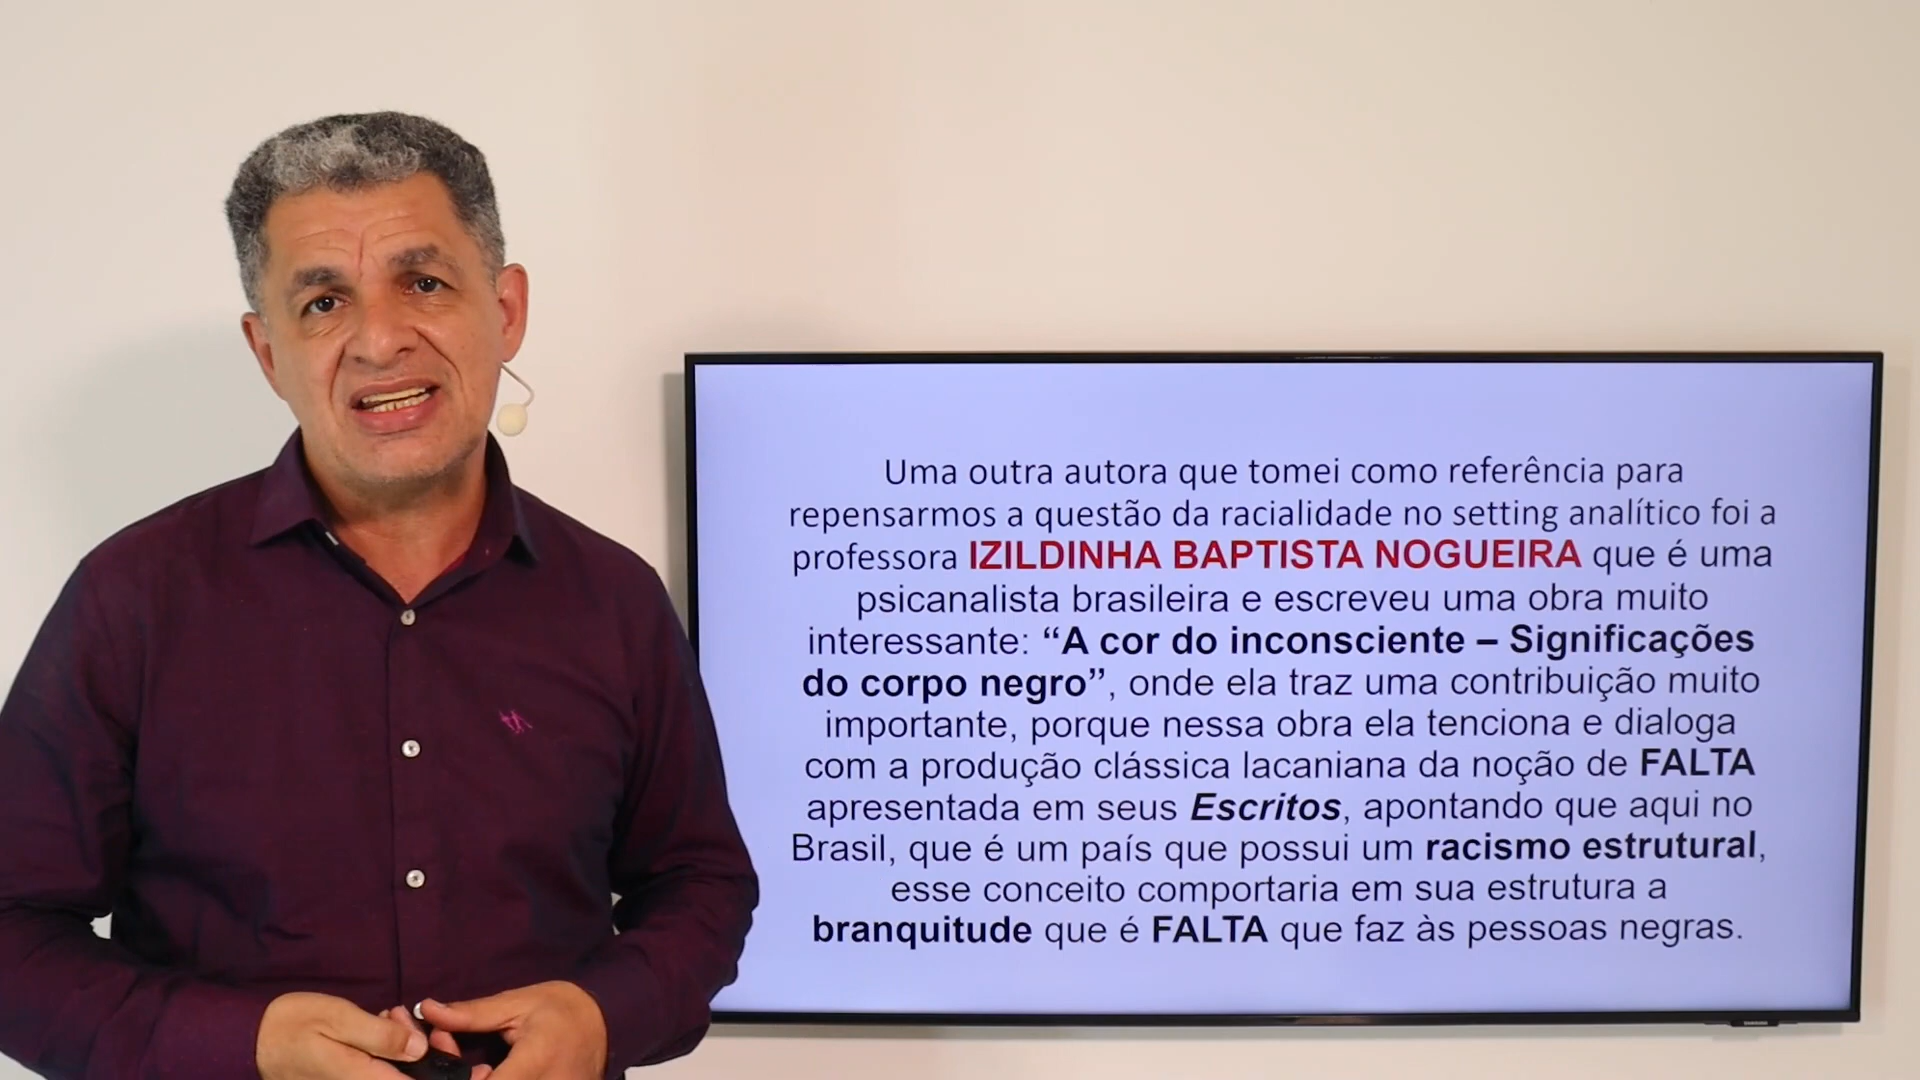 Uma outra autora que tomei como referência para
repensarmos a questão da racialidade no setting analítico foi a
professora IZILDINHA BAPTISTA NOGUEIRA que é uma
psicanalista brasileira e escreveu uma obra muito
interessante: “A cor do inconsciente – Significações
do corpo negro”, onde ela traz uma contribuição muito
importante, porque nessa obra ela tenciona e dialoga
com a produção clássica lacaniana da noção de FALTA
apresentada em seus Escritos, apontando que aqui no
Brasil, que é um país que possui um racismo estrutural,
esse conceito comportaria em sua estrutura a
branquitude que é FALTA que faz às pessoas negras.
SAMSUNG